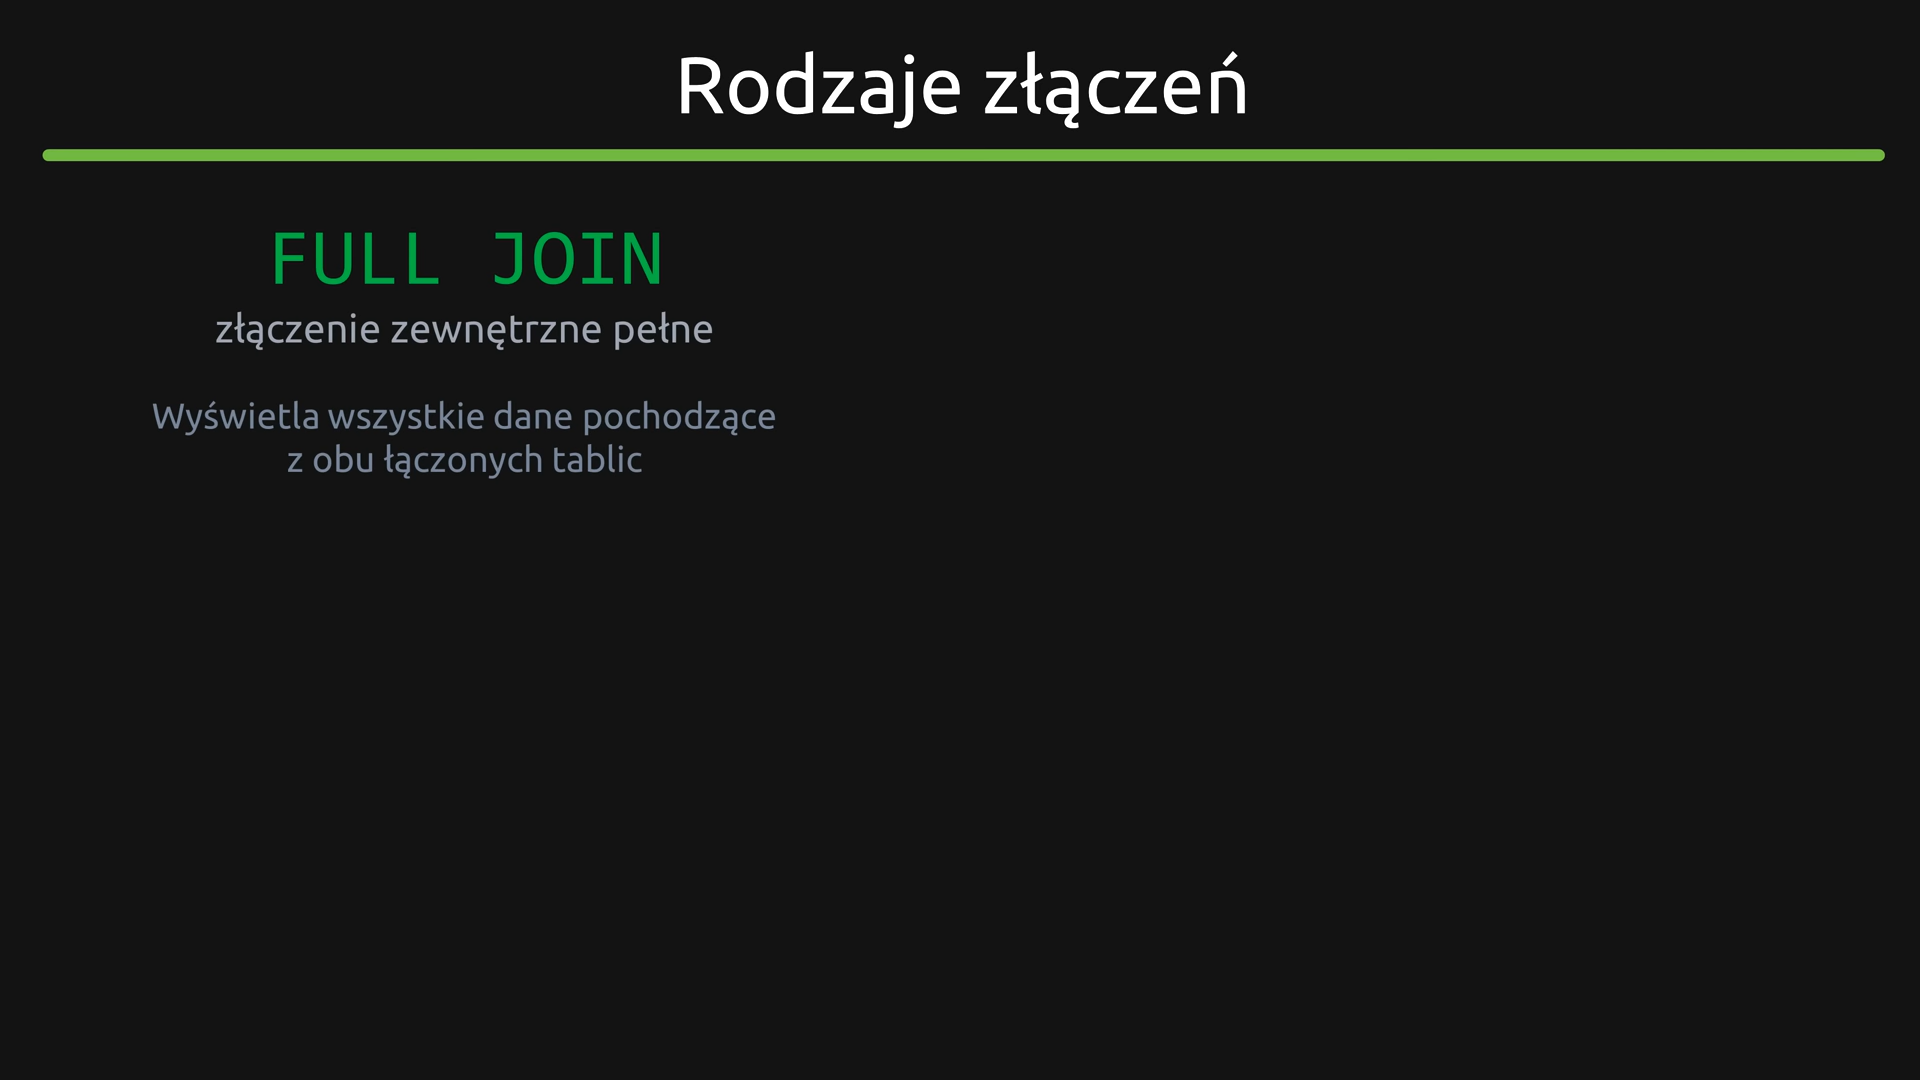 Rodzaje złączeń
FULL JOIN
złączenie zewnętrzne pełne
Wyświetla wszystkie dane pochodzące
z obu łączonych tablic